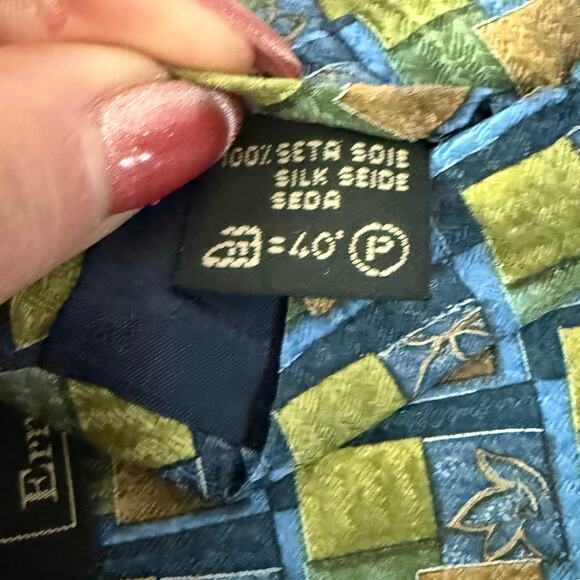 100% SETA SOIE
SILK SEIDE
SEDA
= 40° P